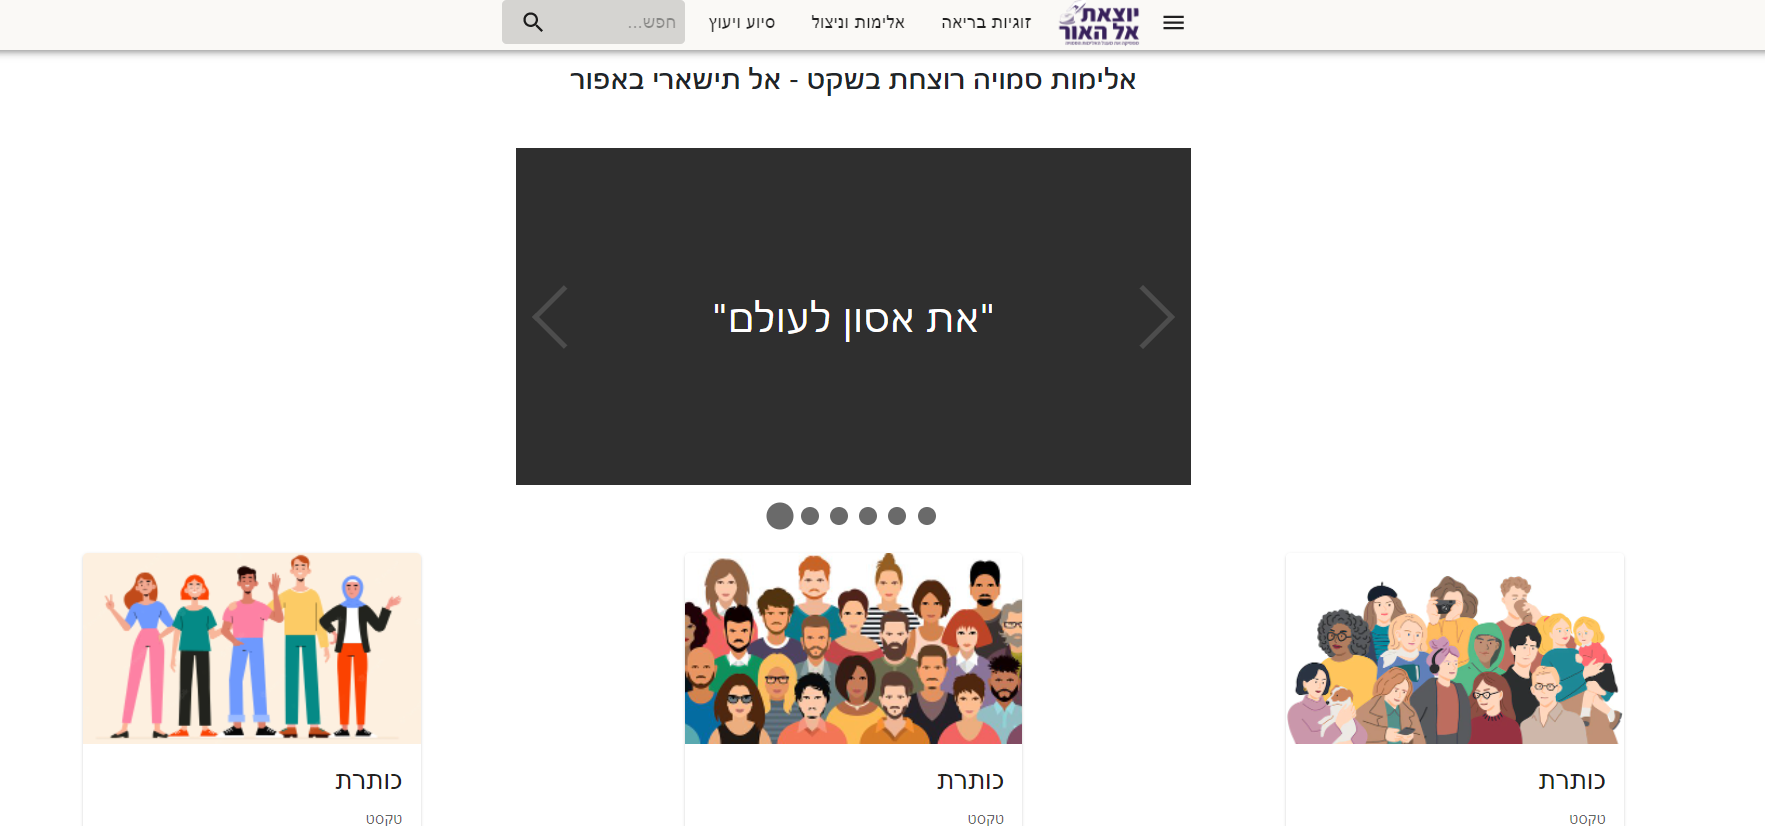 יוצאת
אל האור
זוגיות בריאה
אלימות וניצול
סיוע ויעוץ
חפש...
אלימות סמויה רוצחת בשקט - אל תישארי באפור
"את אסון לעולם"
כותרת
טקסט
כותרת
טקסט
כותרת
טקסט